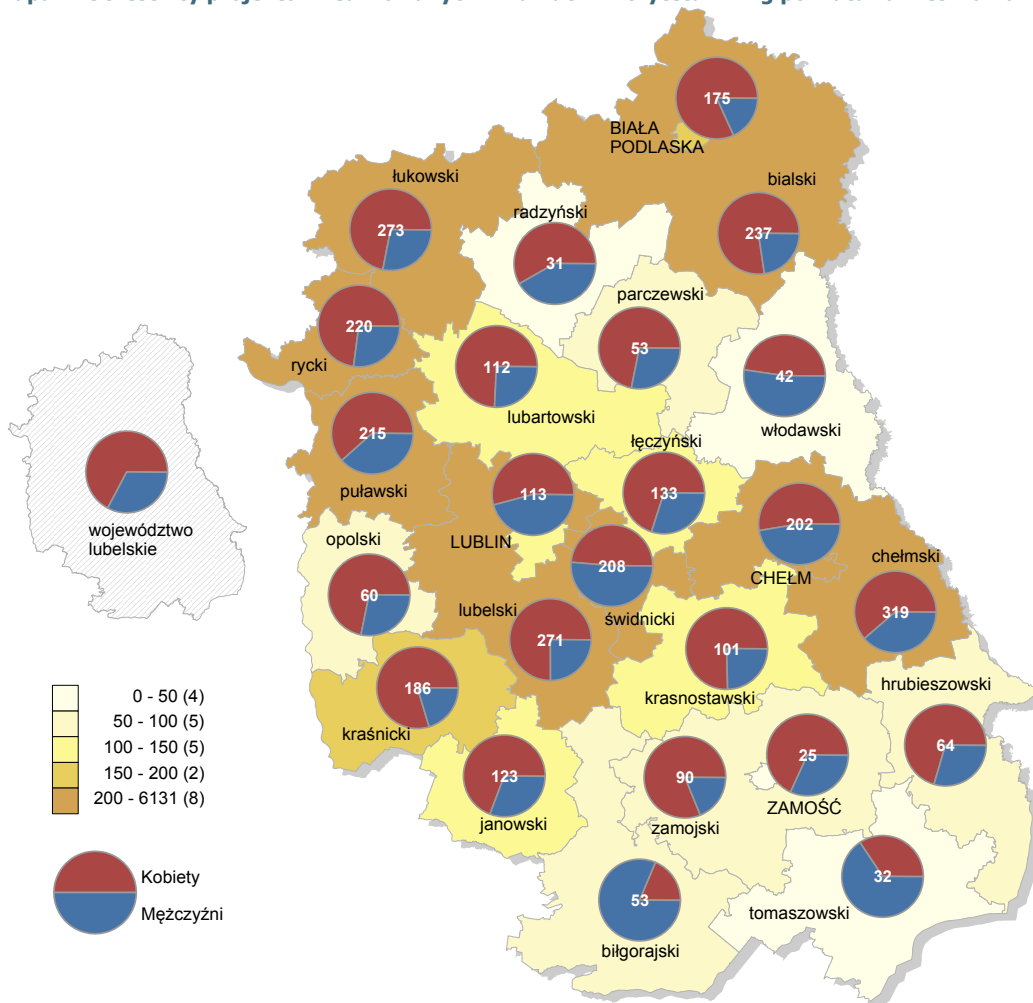 175
BIAŁA
PODLASKA
łukowski
bialski
273
radzyński
237
31
parczewski
220
53
rycki
112
42
lubartowski
włodawski
215
łęczyński
puławski
113
133
województwo
lubelskie
opolski
LUBLIN
202
CHEŁM
chełmski
208
60
lubelski
świdnicki
319
271
101
hrubieszowski
186
krasnostawski
kraśnicki
0 - 50 (4)
50 - 100 (5)
100 - 150 (5)
150 - 200 (2)
200 - 6131 (8)
64
25
123
90
janowski
zamojski
ZAMOŚĆ
Kobiety
Mężczyźni
32
53
tomaszowski
biłgorajski